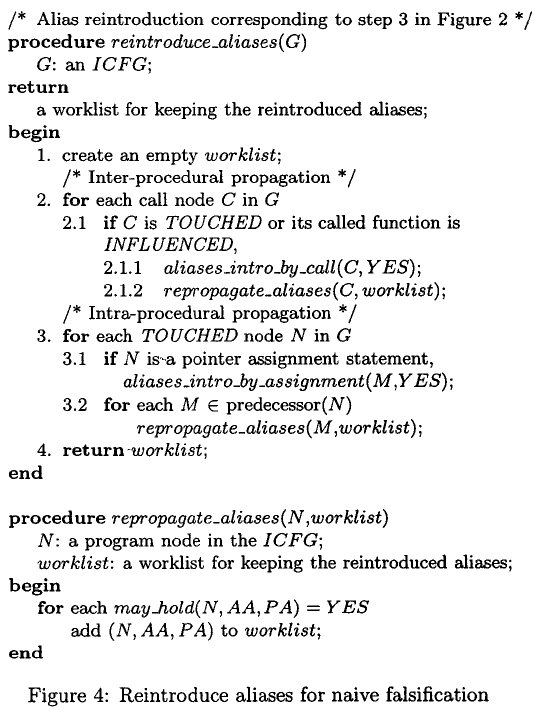 /* Alias reintroduction corresponding to step 3 in Figure 2 */
procedure reintroduce_aliases(G)
G: an ICFG;
return
a worklist for keeping the reintroduced aliases;
begin
1. create an empty worklist;
/* Inter-procedural propagation */
2. for each call node C in G
2.1 if C is TOUCHED or its called function is
INFLUENCED,
2.1.1 aliases_intro_by_call(C, YES);
2.1.2 repropagate_aliases(C, worklist);
/* Intra-procedural propagation */
3. for each TOUCHED node N in G
3.1 if N is a pointer assignment statement,
aliases_intro_by_assignment(M,YES);
3.2 for each M ∈ predecessor(N)
repropagate_aliases(M,worklist);
4. return worklist;
end
procedure repropagate_aliases(N,worklist)
N: a program node in the ICFG;
worklist: a worklist for keeping the reintroduced aliases;
begin
for each may_hold(N, AA, PA) = YES
add (N, AA, PA) to worklist;
end
Figure 4: Reintroduce aliases for naive falsification